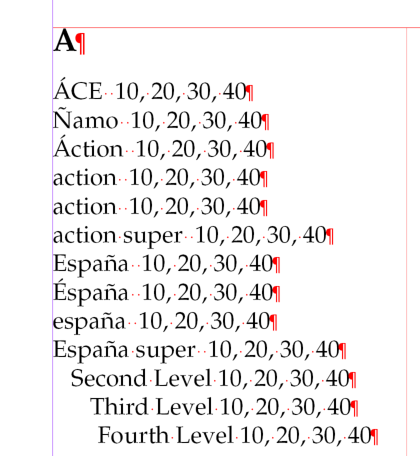 A¶
ÁCE··10,·20,·30,·40¶
Ñamo··10,·20,·30,·40¶
Áction··10,·20,·30,·40¶
action··10,·20,·30,·40¶
action··10,·20,·30,·40¶
action·super··10,·20,·30,·40¶
España··10,·20,·30,·40¶
Éspaña··10,·20,·30,·40¶
españa··10,·20,·30,·40¶
España·super··10,·20,·30,·40¶
Second·Level·10,·20,·30,·40¶
Third·Level·10,·20,·30,·40¶
Fourth·Level·10,·20,·30,·40¶